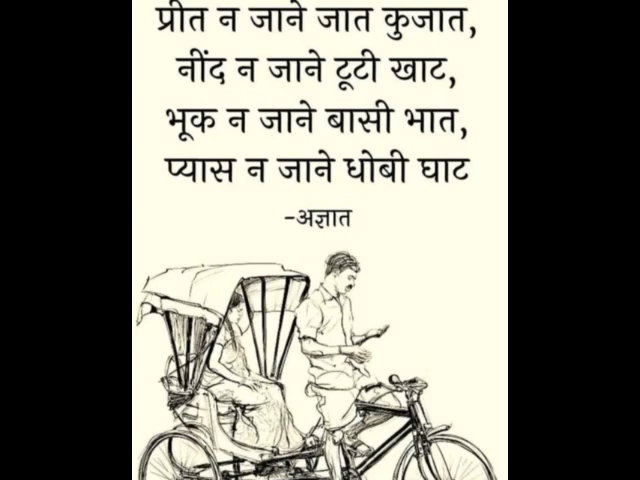 प्रीत न जाने जात कुजात,
नींद न जाने टूटी खाट,
भूक न जाने बासी भात,
प्यास न जाने धोबी घाट
-अज्ञात